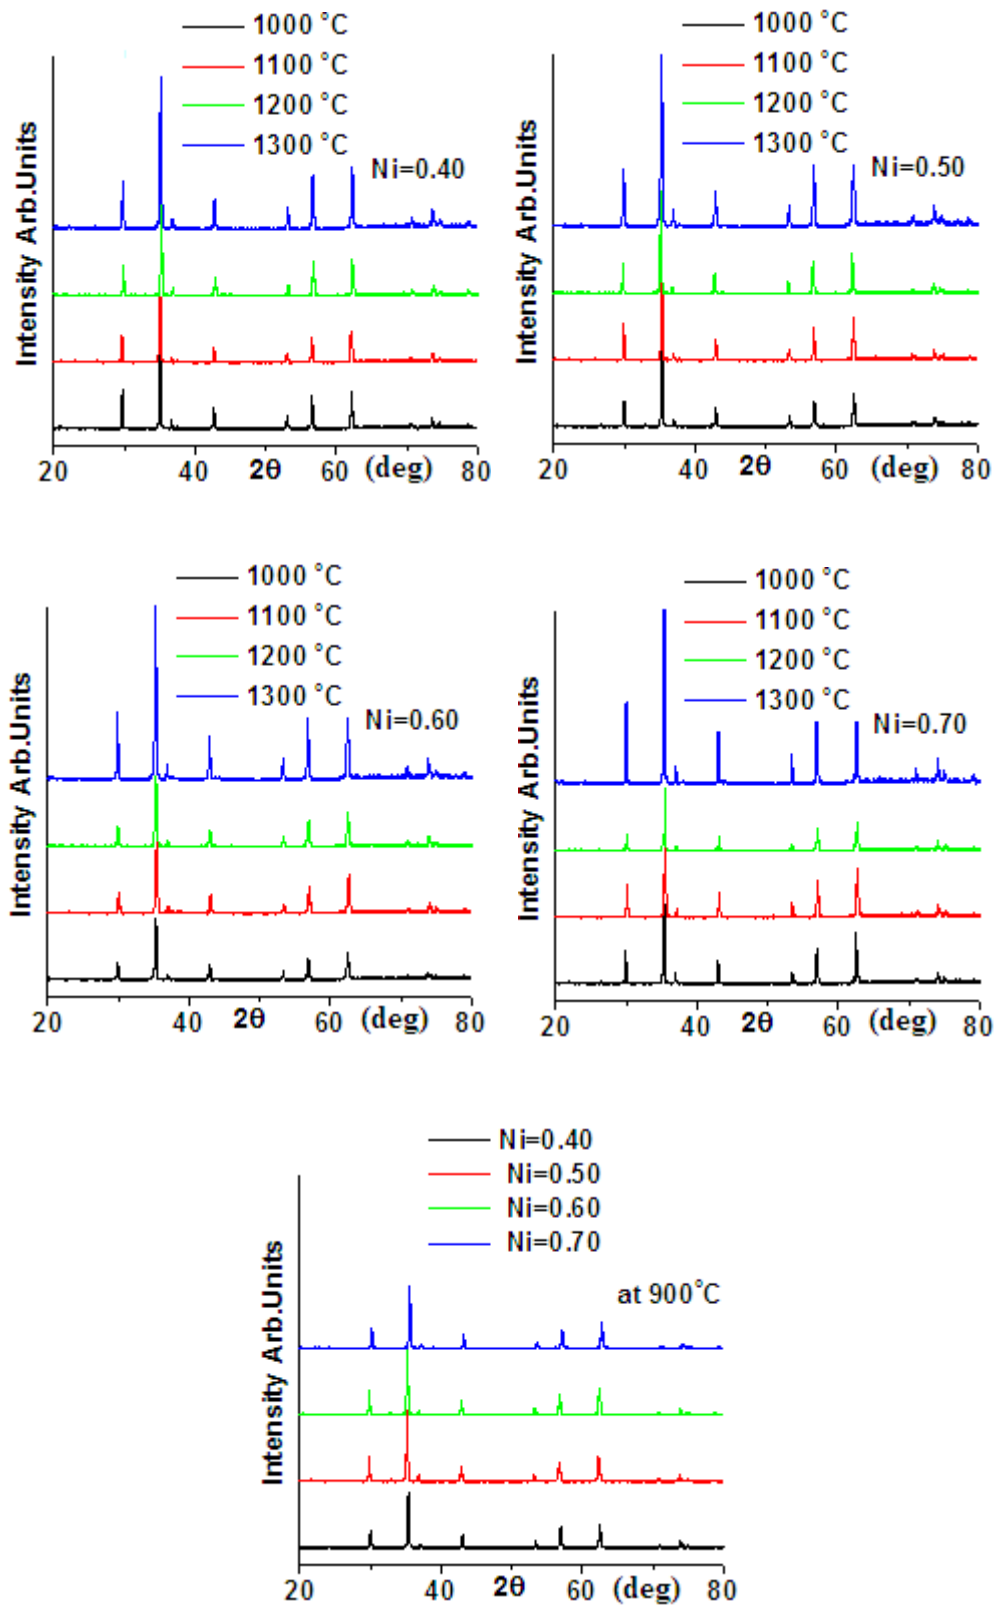 1000 °C
1100 °C
1200 °C
1300 °C
Ni=0.40
Intensity Arb.Units
20 40 2θ 60 (deg) 80
1000 °C
1100 °C
1200 °C
1300 °C
Ni=0.50
Intensity Arb.Units
20 40 2θ 60 (deg) 80
1000 °C
1100 °C
1200 °C
1300 °C
Ni=0.60
Intensity Arb.Units
20 40 2θ 60 (deg) 80
1000 °C
1100 °C
1200 °C
1300 °C
Ni=0.70
Intensity Arb.Units
20 40 2θ 60 (deg) 80
Ni=0.40
Ni=0.50
Ni=0.60
Ni=0.70
at 900°C
Intensity Arb.Units
20 40 2θ 60 (deg) 80